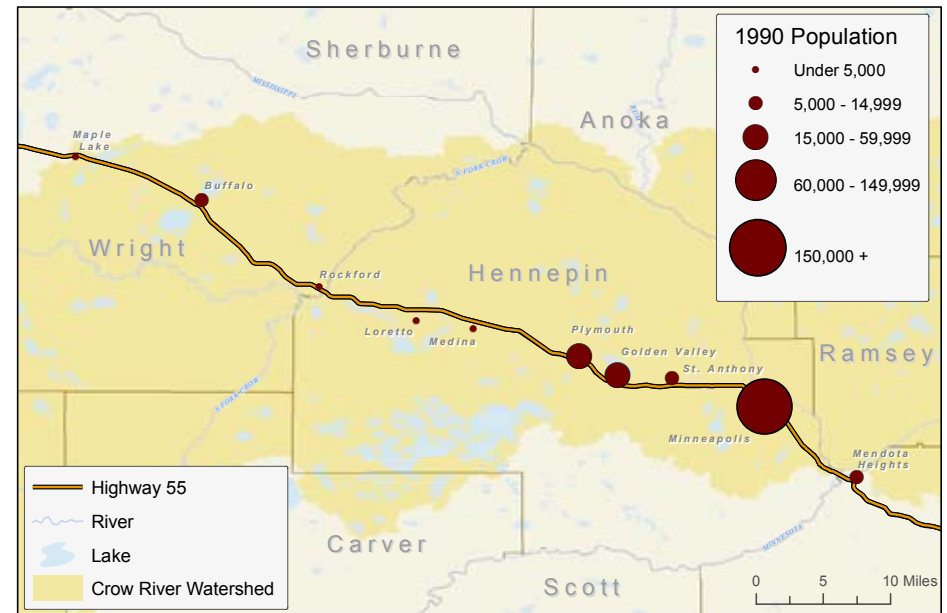 Sherburne
MISSISSIPPI
Anoka
RUM
Maple
Lake
N FORK CROW
Buffalo
Wright
Hennepin
Rockford
Loretto
Medina
Plymouth
Golden Valley
St. Anthony
Ramsey
S FORK CROW
Minneapolis
Mendota
Heights
MINNESOTA
Carver
Scott
1990 Population
Under 5,000
5,000 - 14,999
15,000 - 59,999
60,000 - 149,999
150,000 +
Highway 55
River
Lake
Crow River Watershed
0 5 10 Miles